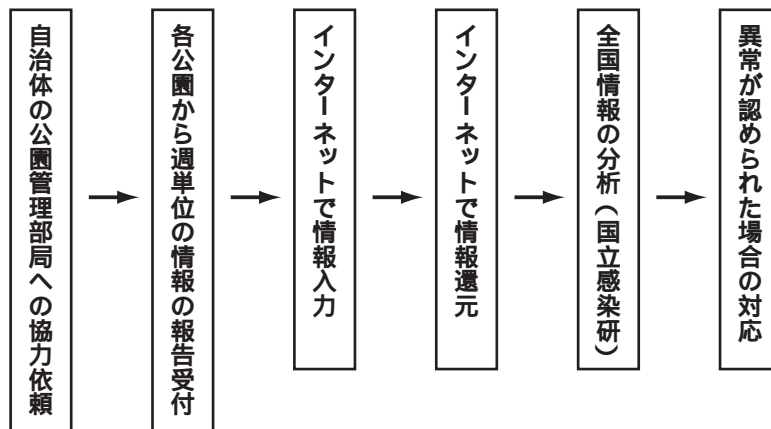 自治体の公園管理部局への協力依頼
各公園から週単位の情報の報告受付
インターネットで情報入力
インターネットで情報還元
全国情報の分析（国立感染研）
異常が認められた場合の対応